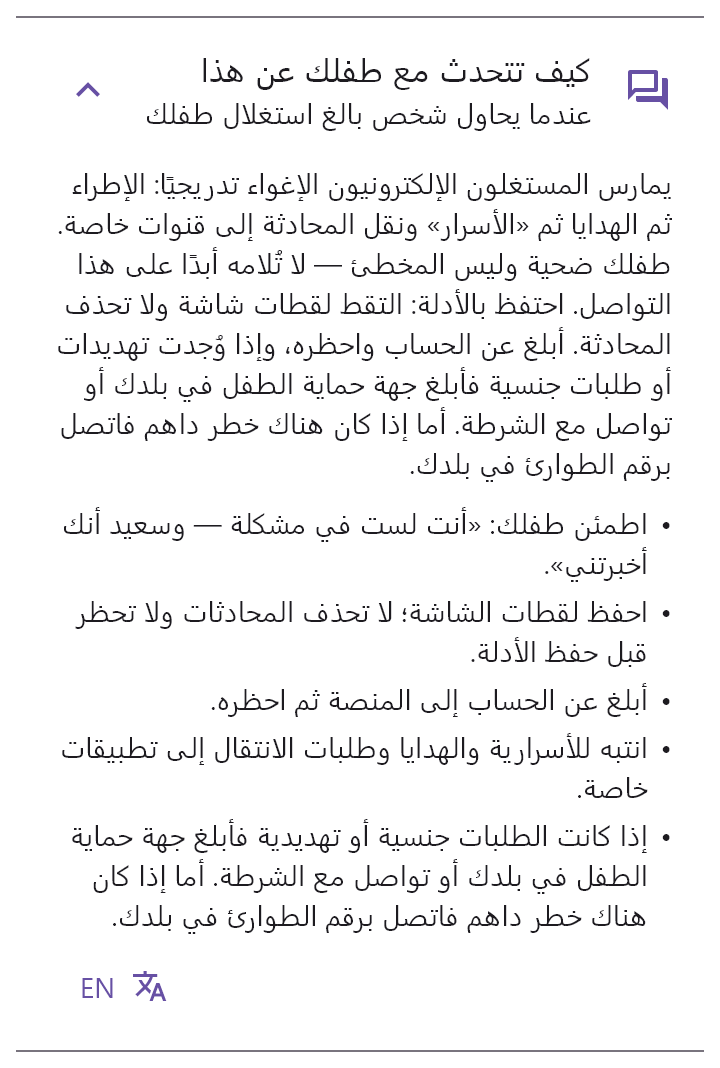 كيف تتحدث مع طفلك عن هذا
عندما يحاول شخص بالغ استغلال طفلك
يمارس المستغلون الإلكترونيون الإغواء تدريجيًا: الإطراء
ثم الهدايا ثم «الأسرار» ونقل المحادثة إلى قنوات خاصة.
طفلك ضحية وليس المخطئ — لا تُلامه أبدًا على هذا
التواصل. احتفظ بالأدلة: التقط لقطات شاشة ولا تحذف
المحادثة. أبلغ عن الحساب واحظره، وإذا وُجدت تهديدات
أو طلبات جنسية فأبلغ جهة حماية الطفل في بلدك أو
تواصل مع الشرطة. أما إذا كان هناك خطر داهم فاتصل
برقم الطوارئ في بلدك.
• اطمئن طفلك: «أنت لست في مشكلة — وسعيد أنك
أخبرتني».
• احفظ لقطات الشاشة؛ لا تحذف المحادثات ولا تحظر
قبل حفظ الأدلة.
• أبلغ عن الحساب إلى المنصة ثم احظره.
• انتبه للأسرارية والهدايا وطلبات الانتقال إلى تطبيقات
خاصة.
• إذا كانت الطلبات جنسية أو تهديدية فأبلغ جهة حماية
الطفل في بلدك أو تواصل مع الشرطة. أما إذا كان
هناك خطر داهم فاتصل برقم الطوارئ في بلدك.
EN